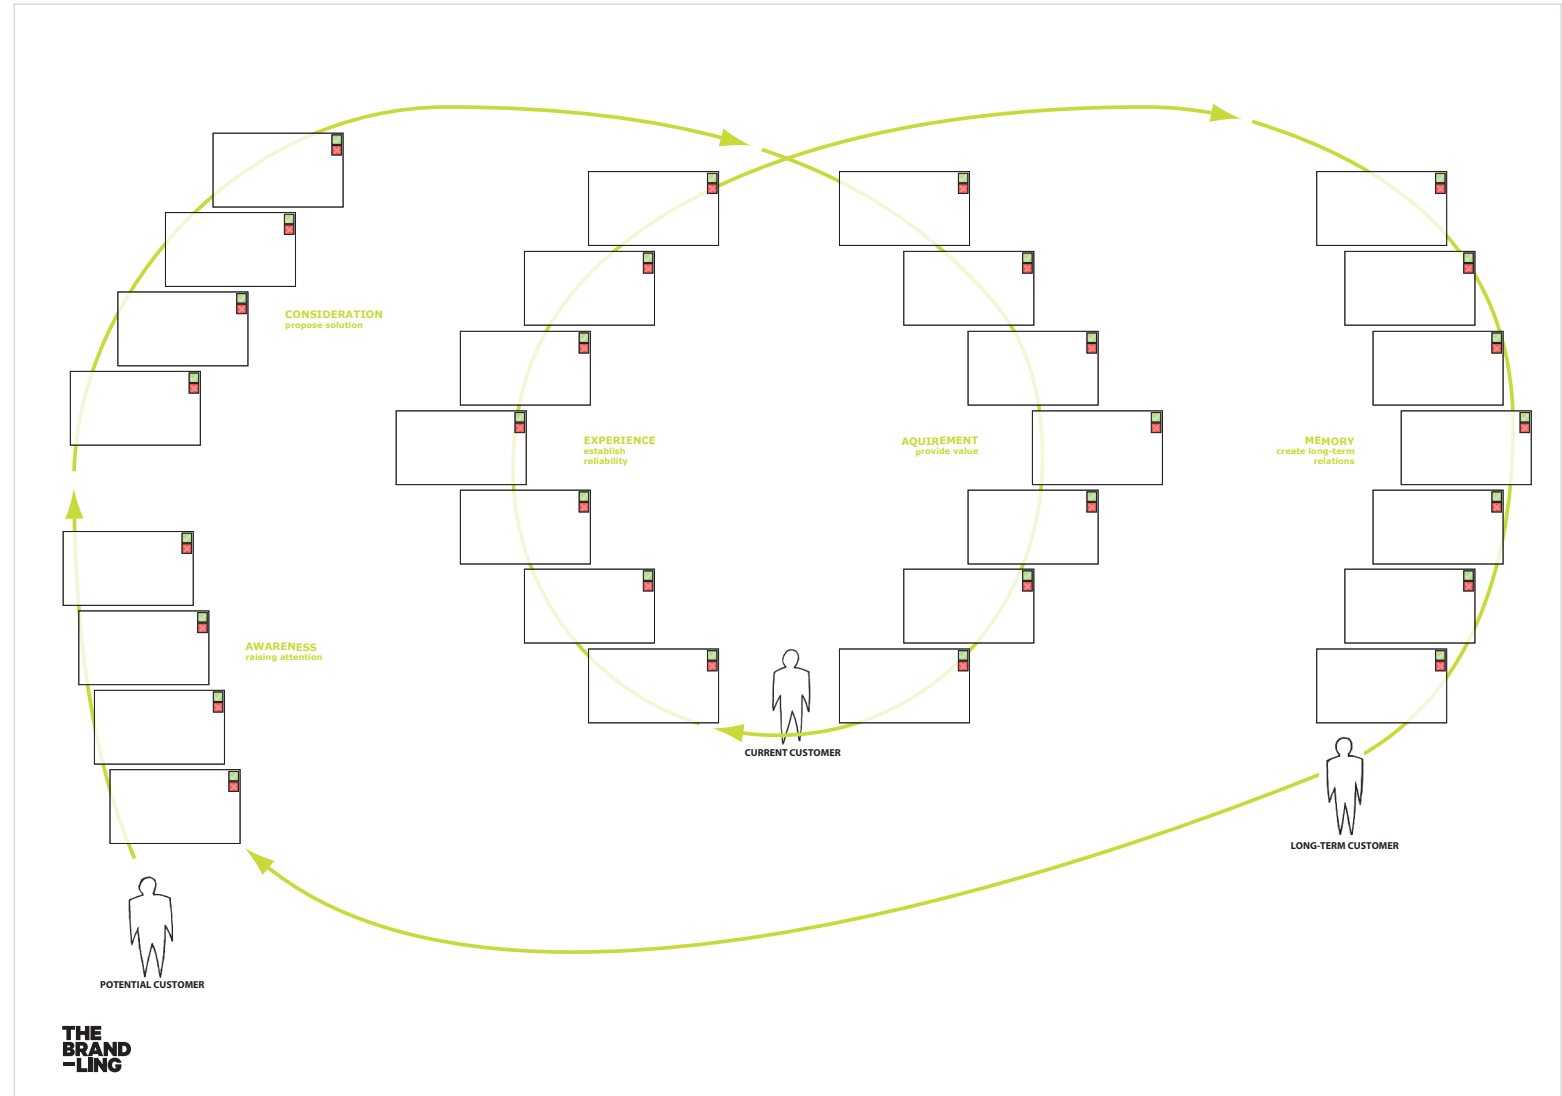 CONSIDERATION
propose solution
EXPERIENCE
establish
reliability
AQUIREMENT
provide value
MEMORY
create long-term
relations
AWARENESS
raising attention
CURRENT CUSTOMER
LONG-TERM CUSTOMER
POTENTIAL CUSTOMER
THE
BRAND
–LING